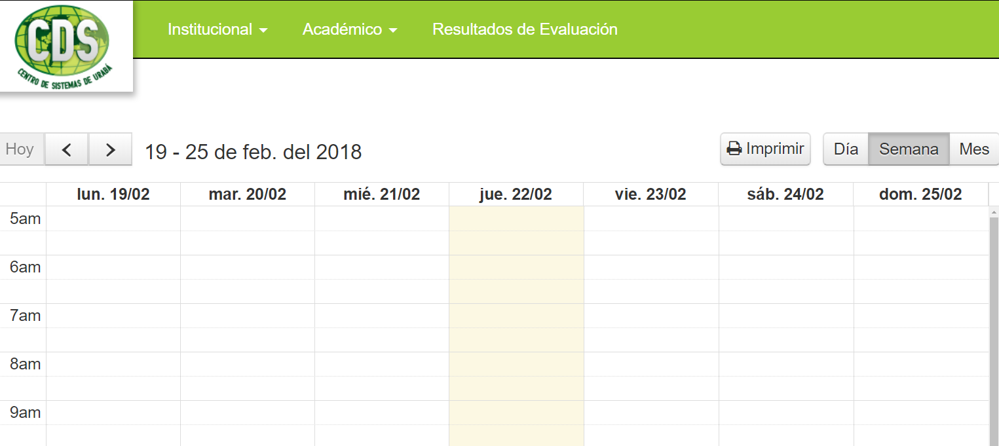 CDS
CENTRO DE SISTEMAS DE URABÁ
Institucional Académico Resultados de Evaluación
Hoy 19 - 25 de feb. del 2018 Imprimir Día Semana Mes
lun. 19/02 mar. 20/02 mié. 21/02 jue. 22/02 vie. 23/02 sáb. 24/02 dom. 25/02
5am
6am
7am
8am
9am